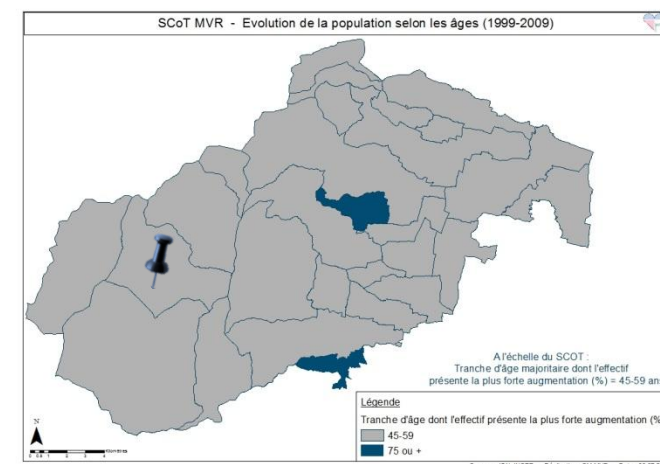 SCoT MVR - Evolution de la population selon les âges (1999-2009)
A l'échelle du SCOT :
Tranche d'âge majoritaire dont l'effectif
présente la plus forte augmentation (%) = 45-59 ans
Légende
Tranche d'âge dont l'effectif présente la plus forte augmentation (%
45-59
75 ou +
N
Kilomètres